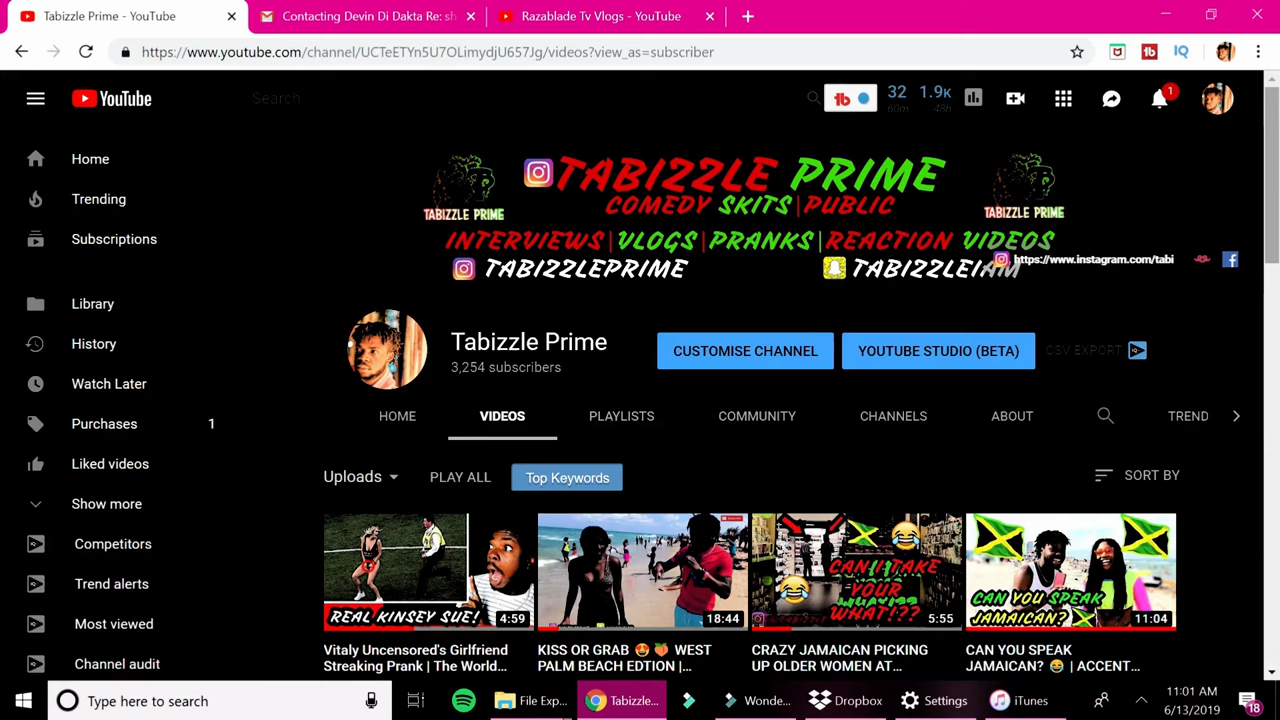 Tabizzle Prime - YouTube
Contacting Devin Di Dakta Re: sh
Razablade Tv Vlogs - YouTube
https://www.youtube.com/channel/UCTeETYn5U7OLimydjU657Jg/videos?view_as=subscriber
YouTube
Search
32
60m
1.9K
48h
1
Home
Trending
Subscriptions
Library
History
Watch Later
Purchases 1
Liked videos
Show more
Competitors
Trend alerts
Most viewed
Channel audit
TABIZZLE PRIME
COMEDY SKITS|PUBLIC
INTERVIEWS|VLOGS|PRANKS|REACTION VIDEOS
TABIZZLEPRIME
TABIZZLEIAM
TABIZZLE PRIME
TABIZZLE PRIME
https://www.instagram.com/tabi
Tabizzle Prime
3,254 subscribers
CUSTOMISE CHANNEL
YOUTUBE STUDIO (BETA)
CSV EXPORT
HOME
VIDEOS
PLAYLISTS
COMMUNITY
CHANNELS
ABOUT
TREND
Uploads
PLAY ALL
Top Keywords
SORT BY
REAL KINSEY SUE!
4:59
18:44
CAN I TAKE
YOUR
WHAT!??
5:55
CAN YOU SPEAK
JAMAICAN?
11:04
Vitaly Uncensored's Girlfriend
Streaking Prank | The World...
KISS OR GRAB 😍🍑 WEST
PALM BEACH EDTION |...
CRAZY JAMAICAN PICKING
UP OLDER WOMEN AT...
CAN YOU SPEAK
JAMAICAN? 😂 | ACCENT...
Type here to search
File Exp...
Tabizzle...
Wonde...
Dropbox
Settings
iTunes
11:01 AM
6/13/2019
18